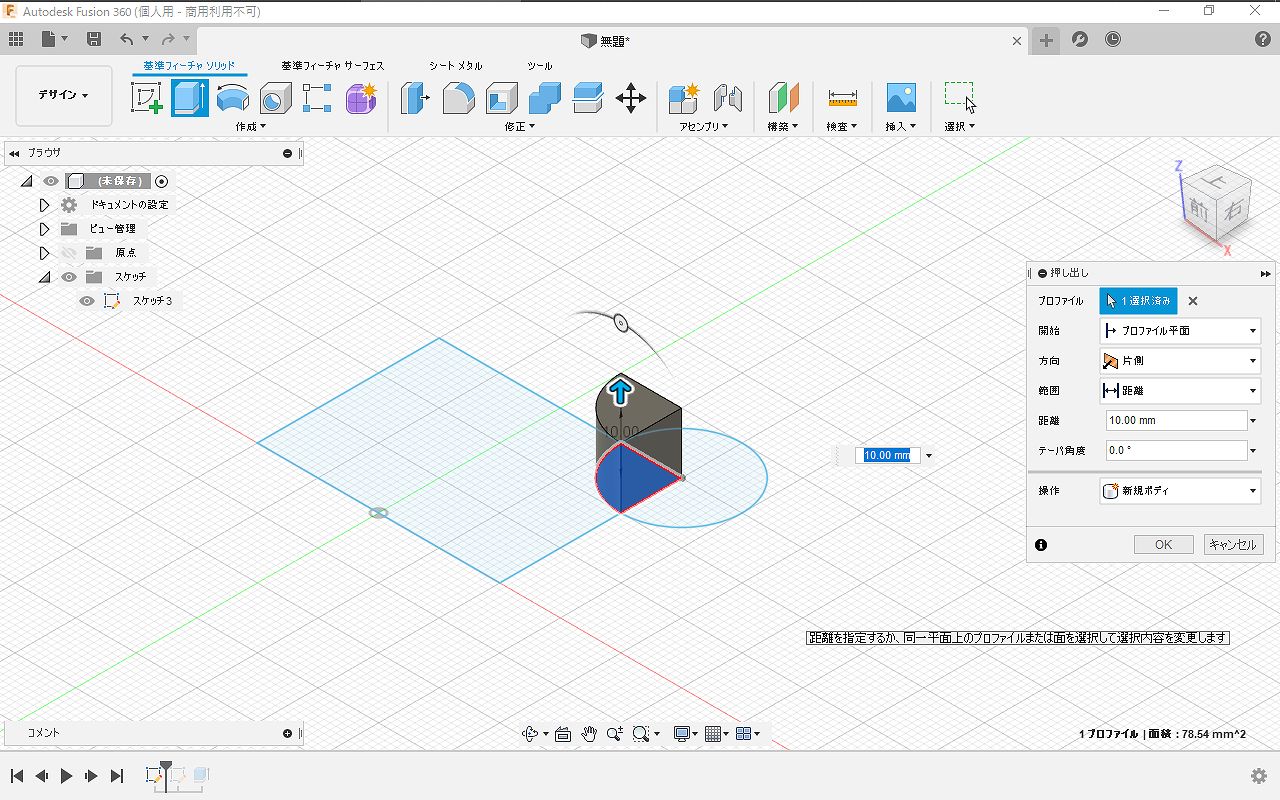 Autodesk Fusion 360 (個人用 - 商用利用不可)
無題*
基準フィーチャ ソリッド
基準フィーチャ サーフェス
シート メタル
ツール
デザイン
作成
修正
アセンブリ
構築
検査
挿入
選択
ブラウザ
(未保存)
ドキュメントの設定
ビュー管理
原点
スケッチ
スケッチ3
Z
上
前
右
X
押し出し
プロファイル
1 選択済み
開始
プロファイル平面
方向
片側
範囲
距離
距離
10.00 mm
テーパ角度
0.0 °
操作
新規ボディ
OK
キャンセル
10.00
10.00 mm
距離を指定するか、同一平面上のプロファイルまたは面を選択して選択内容を変更します
コメント
1 プロファイル | 面積 : 78.54 mm^2